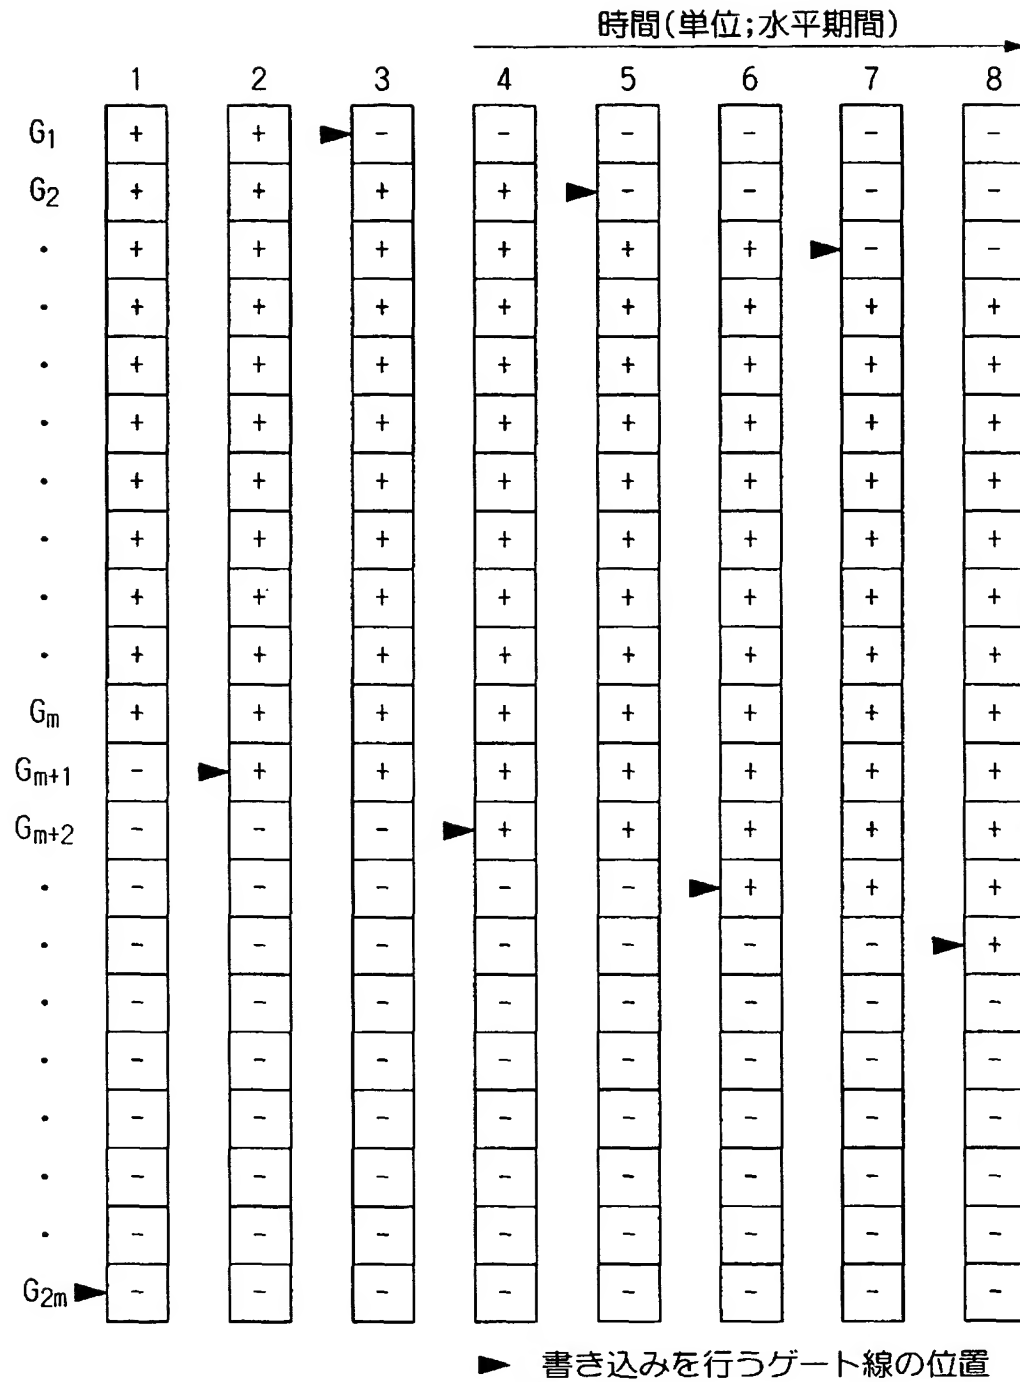 時間(単位;水平期間)
1 2 3 4 5 6 7 8
G1 + + - - - - - -
G2 + + + + - - - -
・ + + + + + + - -
・ + + + + + + + +
・ + + + + + + + +
・ + + + + + + + +
・ + + + + + + + +
・ + + + + + + + +
・ + + + + + + + +
・ + + + + + + + +
Gm + + + + + + + +
Gm+1 - + + + + + + +
Gm+2 - - - + + + + +
・ - - - - - + + +
・ - - - - - - - +
・ - - - - - - - -
・ - - - - - - - -
・ - - - - - - - -
・ - - - - - - - -
・ - - - - - - - -
G2m - - - - - - - -
書き込みを行うゲート線の位置